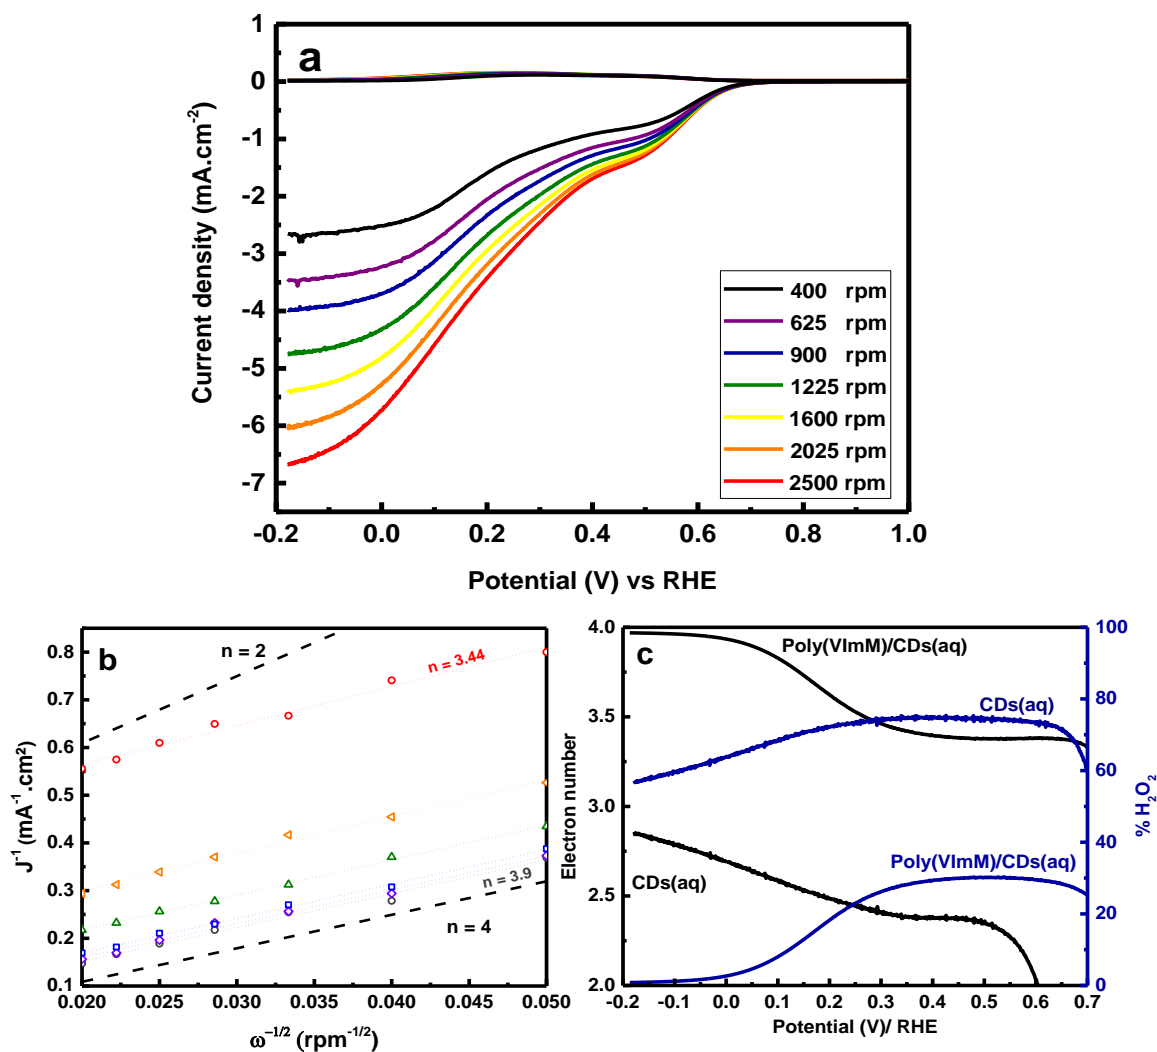 a
1
0
-1
-2
-3
-4
-5
-6
-7
Current density (mA.cm-2)
400 rpm
625 rpm
900 rpm
1225 rpm
1600 rpm
2025 rpm
2500 rpm
-0.2 0.0 0.2 0.4 0.6 0.8 1.0
Potential (V) vs RHE
b
n = 2
n = 3.44
n = 3.9
n = 4
0.8
0.7
0.6
0.5
0.4
0.3
0.2
0.1
J-1 (mA-1.cm²)
0.020 0.025 0.030 0.035 0.040 0.045 0.050
ω−1/2 (rpm-1/2)
c
Poly(VImM)/CDs(aq)
CDs(aq)
Poly(VImM)/CDs(aq)
CDs(aq)
4.0
3.5
3.0
2.5
2.0
Electron number
100
80
60
40
20
0
% H2O2
-0.2 -0.1 0.0 0.1 0.2 0.3 0.4 0.5 0.6 0.7
Potential (V)/ RHE